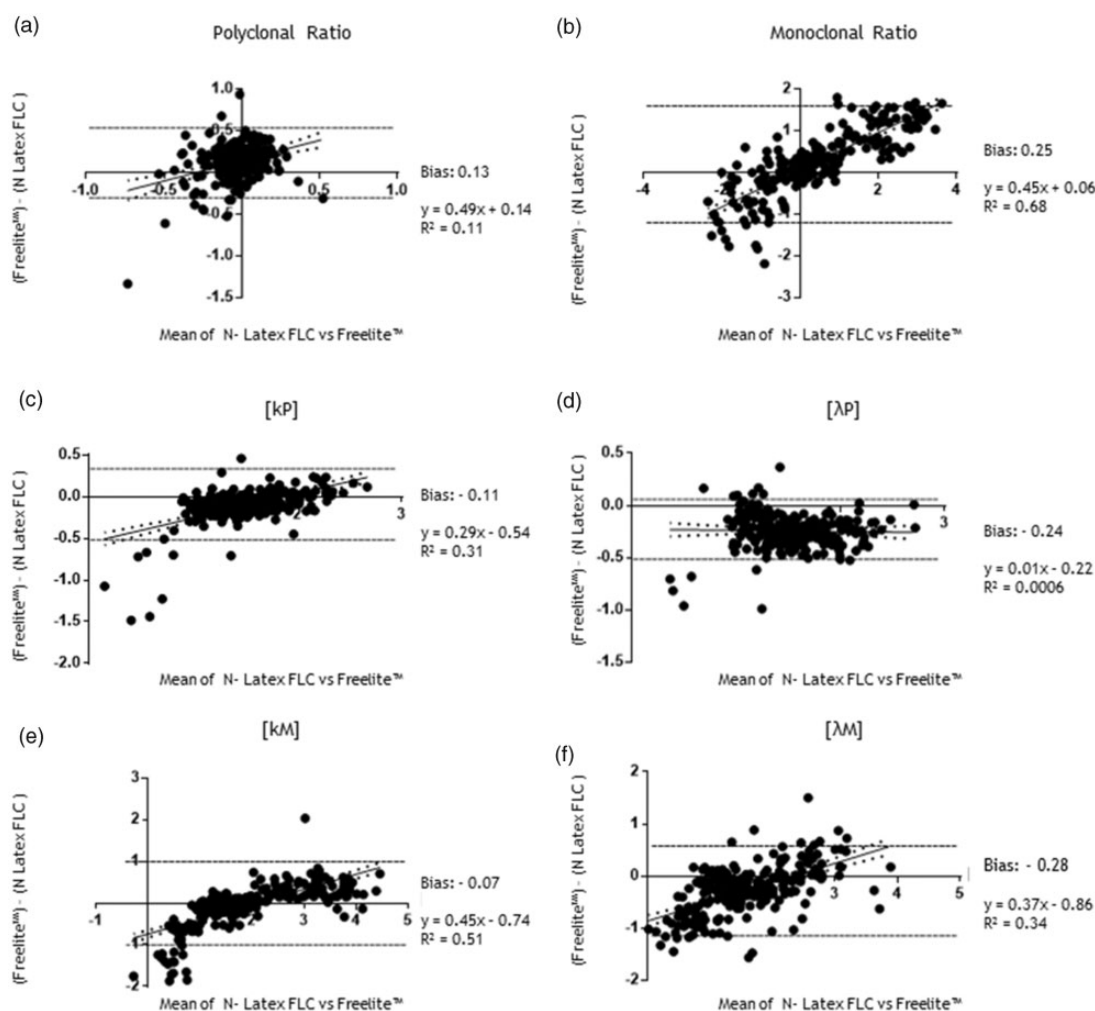 (a)
Polyclonal Ratio
(Freelite™) - (N Latex FLC)
1.0
0.5
-1.0
-0.5
0.5
1.0
-0.5
-1.0
-1.5
Bias: 0.13
y = 0.49x + 0.14
R² = 0.11
Mean of N- Latex FLC vs Freelite™
(b)
Monoclonal Ratio
(Freelite™) - (N Latex FLC)
2
1
-4
-2
2
4
-1
-2
-3
Bias: 0.25
y = 0.45x + 0.06
R² = 0.68
Mean of N- Latex FLC vs Freelite™
(c)
[kP]
(Freelite™) - (N Latex FLC)
0.5
0.0
-0.5
-1.0
-1.5
-2.0
2
3
Bias: - 0.11
y = 0.29x - 0.54
R² = 0.31
Mean of N- Latex FLC vs Freelite™
(d)
[λP]
(Freelite™) - (N Latex FLC)
0.5
0.0
-0.5
-1.0
-1.5
3
Bias: - 0.24
y = 0.01x - 0.22
R² = 0.0006
Mean of N- Latex FLC vs Freelite™
(e)
[kM]
(Freelite™) - (N Latex FLC)
3
2
1
-1
2
3
4
5
-1
-2
Bias: - 0.07
y = 0.45x - 0.74
R² = 0.51
Mean of N- Latex FLC vs Freelite™
(f)
[λM]
(Freelite™) - (N Latex FLC)
2
1
0
-1
-2
3
4
5
Bias: - 0.28
y = 0.37x - 0.86
R² = 0.34
Mean of N- Latex FLC vs Freelite™